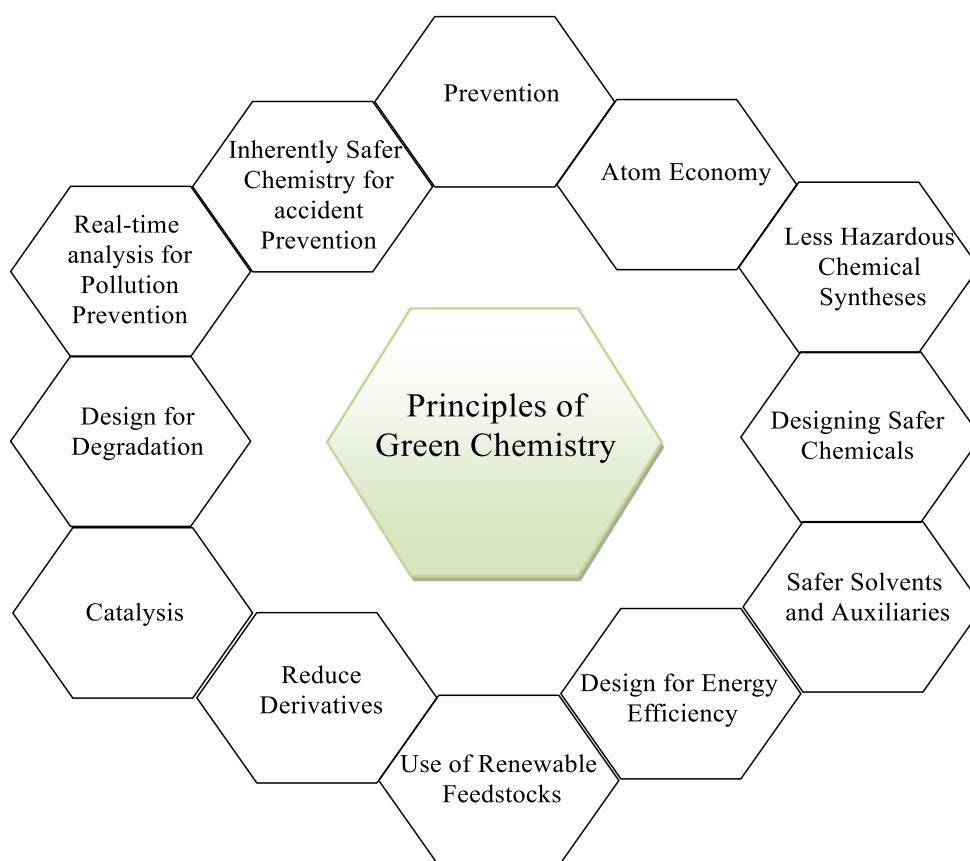 Prevention
Atom Economy
Less Hazardous
Chemical
Syntheses
Designing Safer
Chemicals
Safer Solvents
and Auxiliaries
Design for Energy
Efficiency
Use of Renewable
Feedstocks
Reduce
Derivatives
Catalysis
Design for
Degradation
Real-time
analysis for
Pollution
Prevention
Inherently Safer
Chemistry for
accident
Prevention
Principles of
Green Chemistry